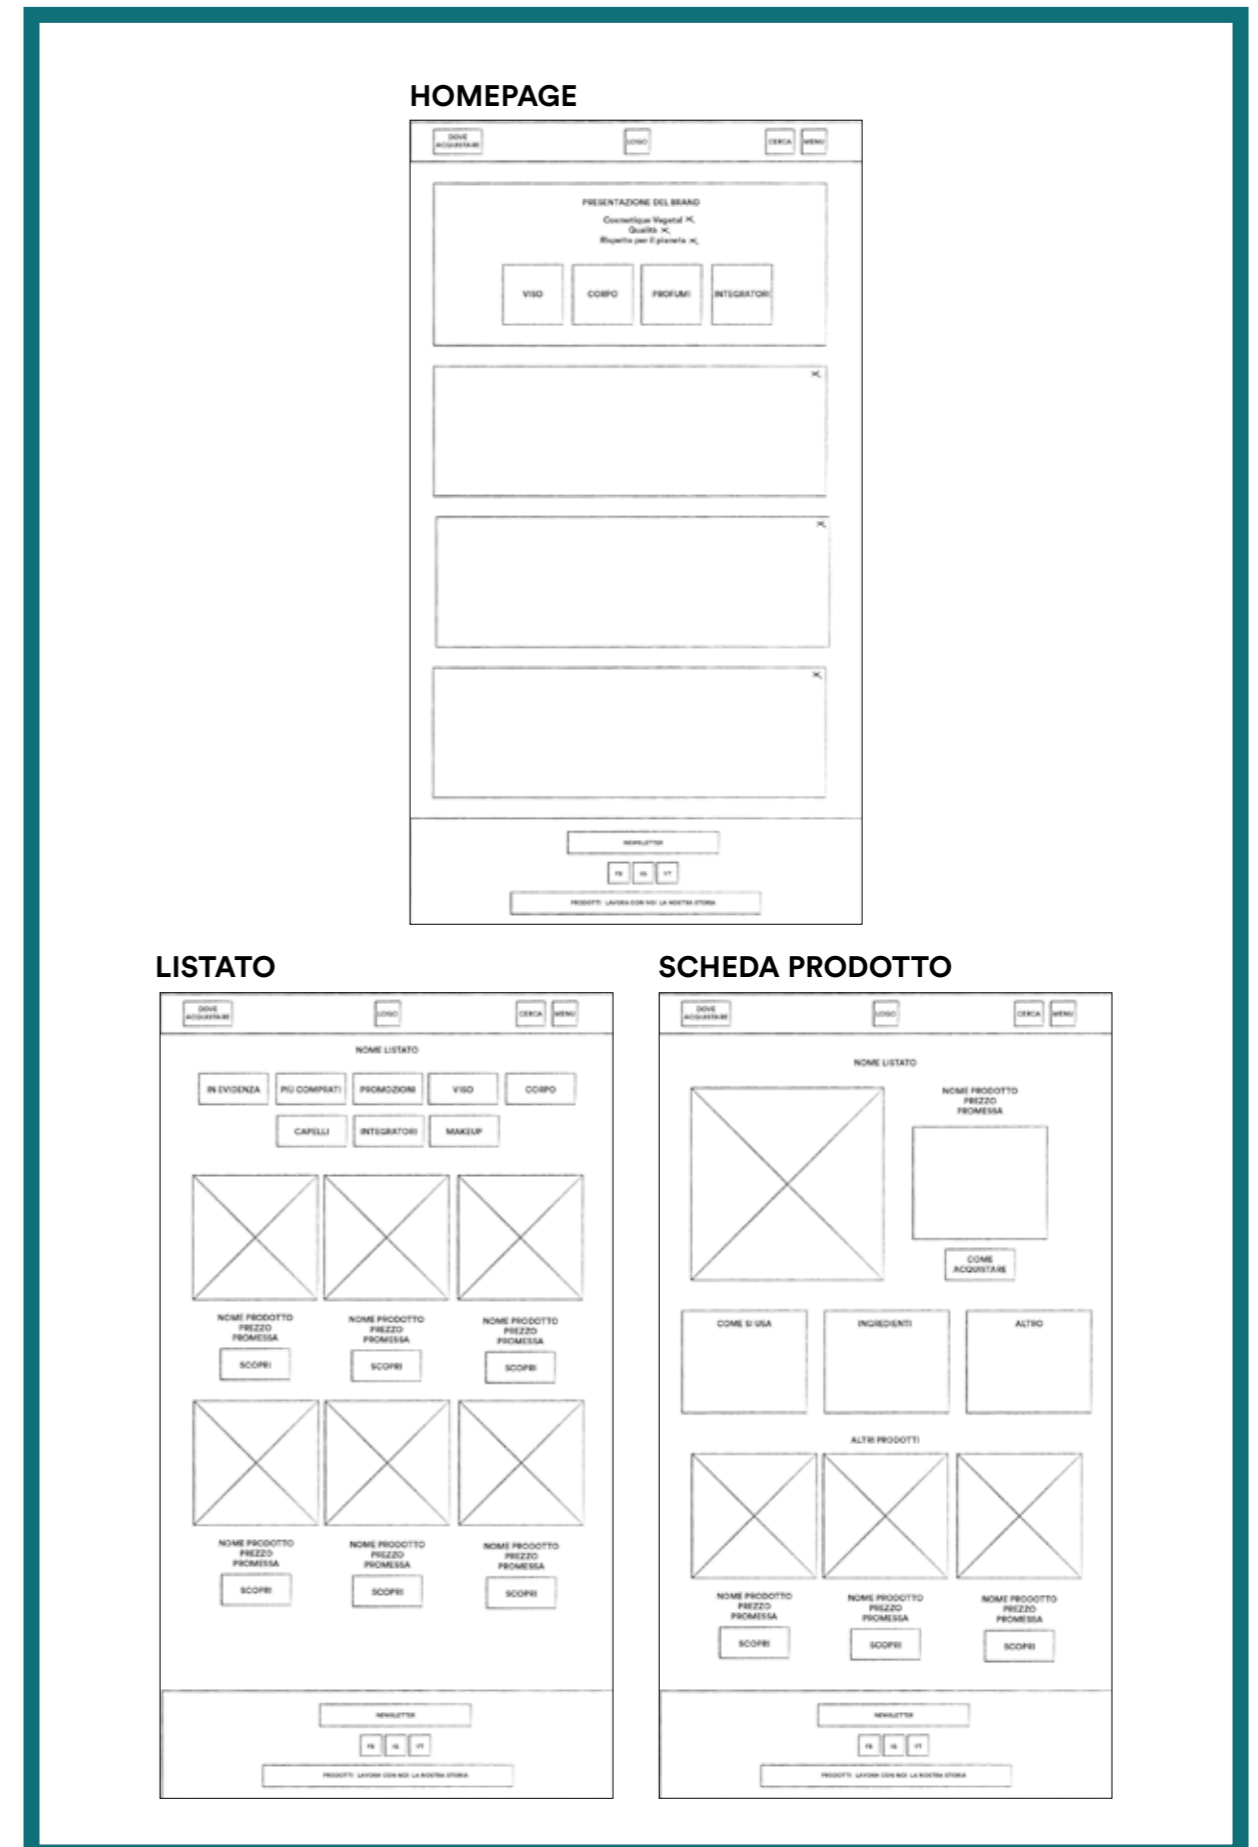 HOMEPAGE
DOVE
ACQUISTARE
LOGO
CERCA
MENU
PRESENTAZIONE DEL BRAND
Cosmetique Vegetal
Qualità
Rispetto per il pianeta
VISO
CORPO
PROFUMI
INTEGRATORI
NEWSLETTER
FB
IG
YT
PRODOTTI LAVORA CON NOI LA NOSTRA STORIA
LISTATO
DOVE
ACQUISTARE
LOGO
CERCA
MENU
NOME LISTATO
IN EVIDENZA
PIÙ COMPRATI
PROMOZIONI
VISO
CORPO
CAPELLI
INTEGRATORI
MAKEUP
NOME PRODOTTO
PREZZO
PROMESSA
SCOPRI
NOME PRODOTTO
PREZZO
PROMESSA
SCOPRI
NOME PRODOTTO
PREZZO
PROMESSA
SCOPRI
NOME PRODOTTO
PREZZO
PROMESSA
SCOPRI
NOME PRODOTTO
PREZZO
PROMESSA
SCOPRI
NOME PRODOTTO
PREZZO
PROMESSA
SCOPRI
NEWSLETTER
FB
IG
YT
PRODOTTI LAVORA CON NOI LA NOSTRA STORIA
SCHEDA PRODOTTO
DOVE
ACQUISTARE
LOGO
CERCA
MENU
NOME LISTATO
NOME PRODOTTO
PREZZO
PROMESSA
COME
ACQUISTARE
COME SI USA
INGREDIENTI
ALTRO
ALTRI PRODOTTI
NOME PRODOTTO
PREZZO
PROMESSA
SCOPRI
NOME PRODOTTO
PREZZO
PROMESSA
SCOPRI
NOME PRODOTTO
PREZZO
PROMESSA
SCOPRI
NEWSLETTER
FB
IG
YT
PRODOTTI LAVORA CON NOI LA NOSTRA STORIA